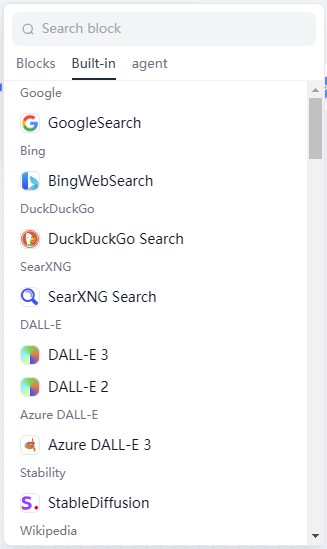 Search block
Blocks Built-in agent
Google
GoogleSearch
Bing
BingWebSearch
DuckDuckGo
DuckDuckGo Search
SearXNG
SearXNG Search
DALL-E
DALL-E 3
DALL-E 2
Azure DALL-E
Azure DALL-E 3
Stability
StableDiffusion
Wikipedia